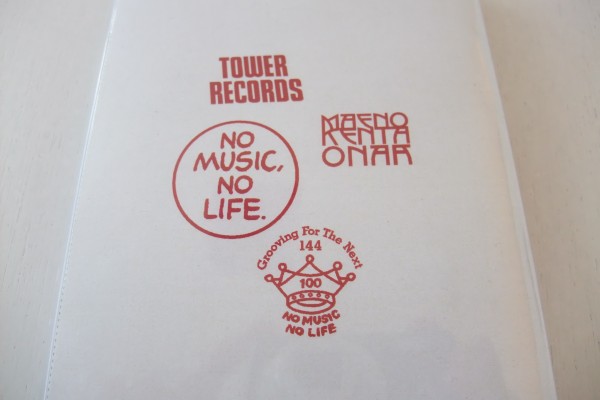 TOWER
RECORDS
NO
MUSIC,
NO
LIFE.
MAENO
KENTA
ONAR
Grooving For The Next
144
100
NO MUSIC
NO LIFE